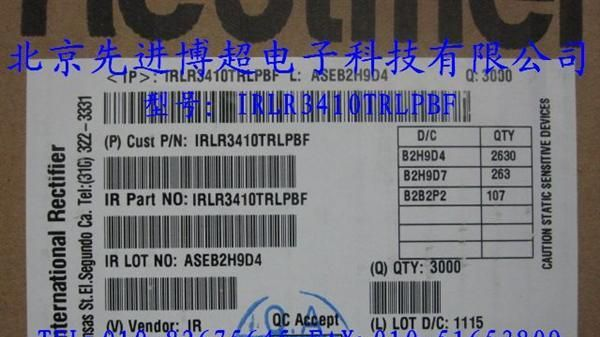 北京先进博超电子科技有限公司
<P>: IRLR3410TRLPBF L: ASEB2H9D4 Q: 3000
型号: IRLR3410TRLPBF
(P) Cust P/N: IRLR3410TRLPBF
IR Part NO: IRLR3410TRLPBF
IR LOT NO: ASEB2H9D4
(V) Vendor: IR
QC Accept
D/C QTY
B2H9D4 2630
B2H9D7 263
B2B2P2 107
(Q) QTY: 3000
(L) LOT D/C: 1115
CAUTION STATIC SENSITIVE DEVICES
International Rectifier
St. El.Segundo Ca. Tel:(310) 322-3331